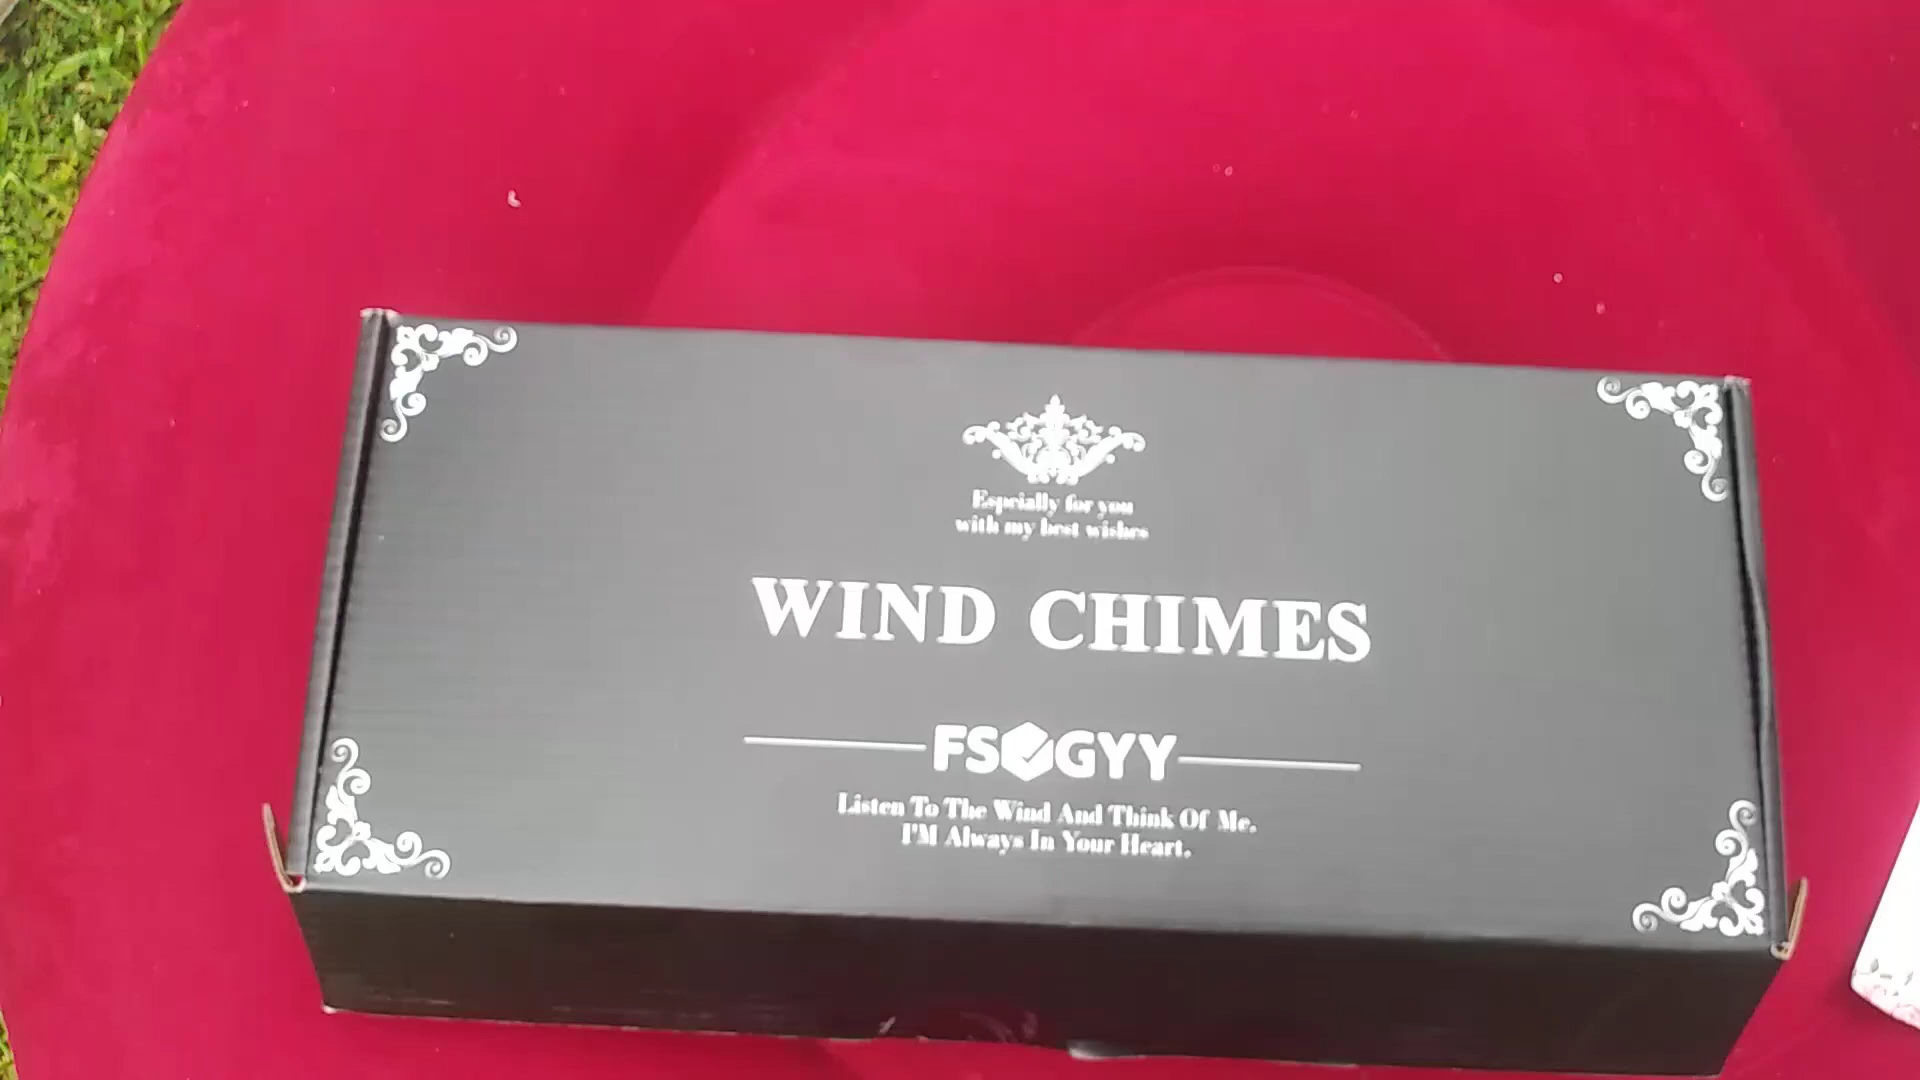 Especially for you
with my best wishes
WIND CHIMES
FSOGYY
Listen To The Wind And Think Of Me.
I'M Always In Your Heart.